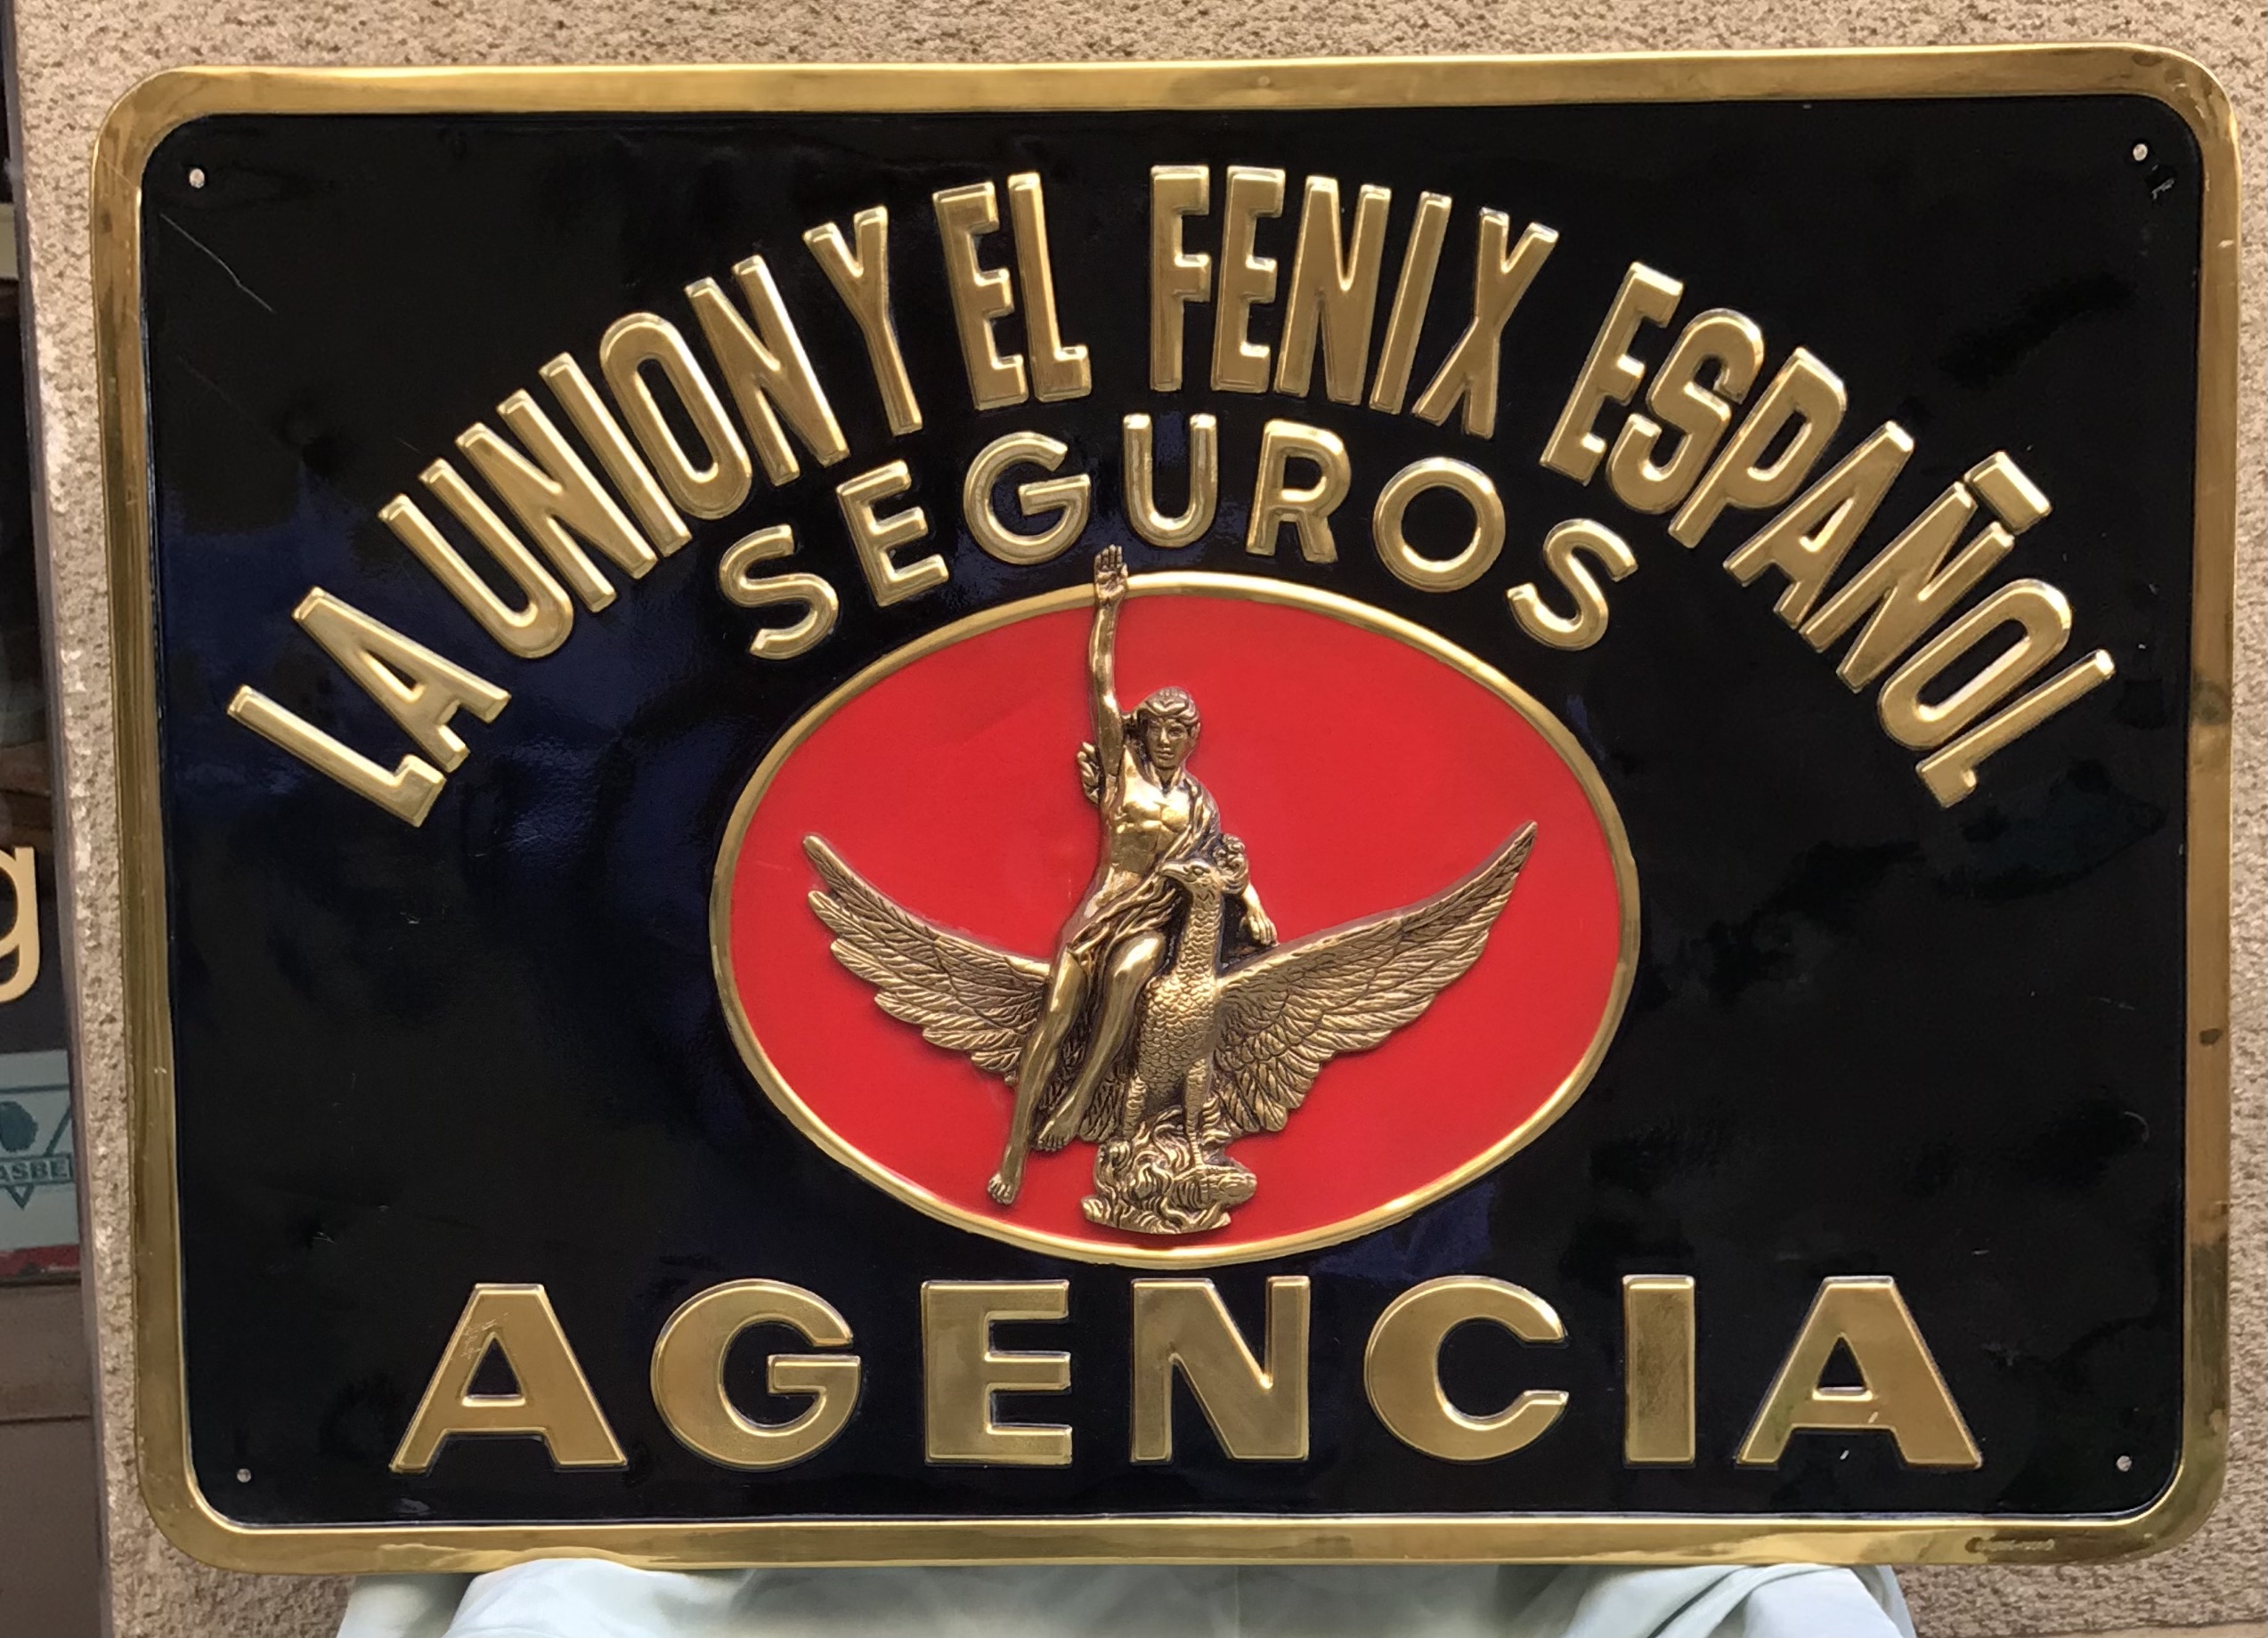 LA UNION Y EL FENIX ESPAÑOL
SEGUROS
AGENCIA
g